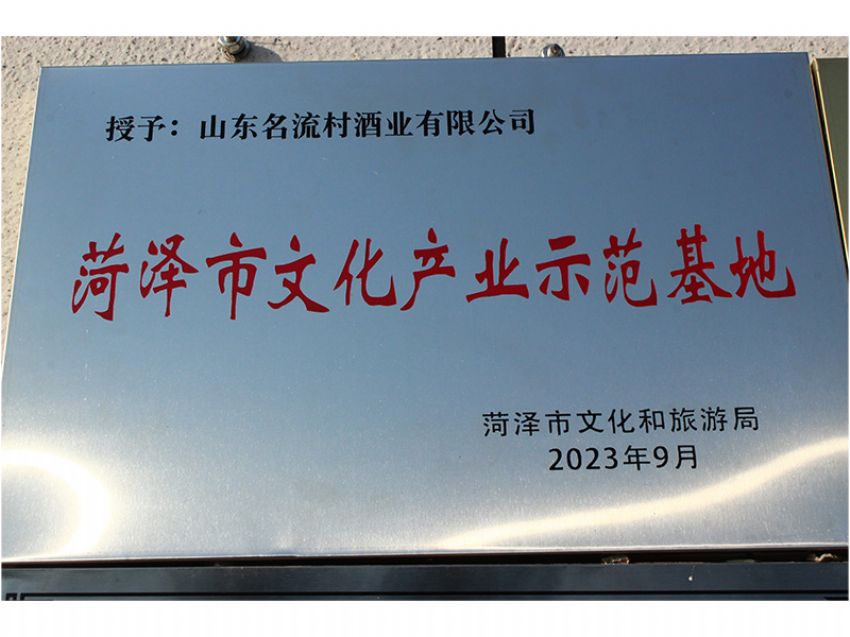 授予：山东名流村酒业有限公司
菏泽市文化产业示范基地
菏泽市文化和旅游局
2023年9月